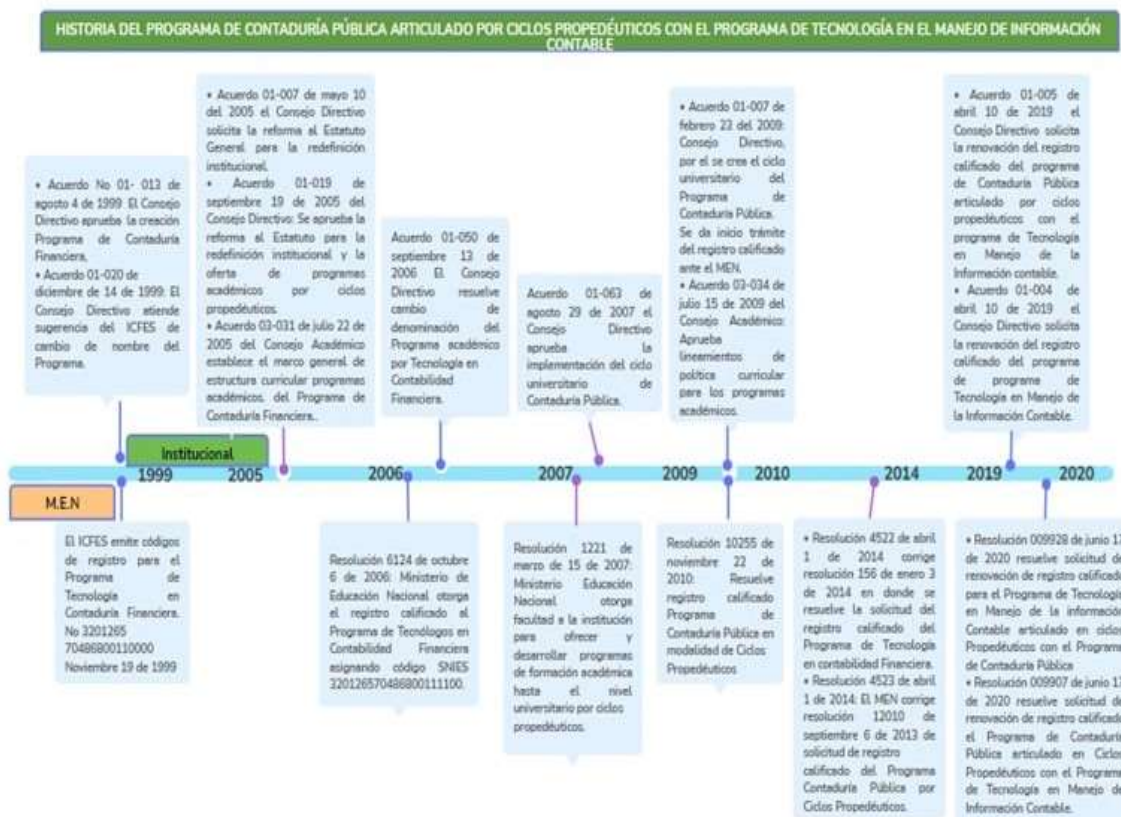 HISTORIA DEL PROGRAMA DE CONTADURÍA PÚBLICA ARTICULADO POR CICLOS PROPEDÉUTICOS CON EL PROGRAMA DE TECNOLOGÍA EN EL MANEJO DE INFORMACIÓN
CONTABLE
• Acuerdo No 01- 013 de
agosto 4 de 1999 El Consejo
Directivo aprueba la creación
Programa de Contaduría
Financiera,
• Acuerdo 01-020 de
diciembre de 14 de 1999: El
Consejo Directivo atiende
sugerencia del ICFES de
cambio de nombre del
Programa.
• Acuerdo 01-007 de mayo 10
del 2005 el Consejo Directivo
solicita la reforma al Estatuto
General para la redefinición
institucional.
• Acuerdo 01-019 de
septiembre 19 de 2005 del
Consejo Directivo: Se aprueba la
reforma al Estatuto para la
redefinición institucional y la
oferta de programas
académicos por ciclos
propedéuticos.
• Acuerdo 03-031 de julio 22 de
2005 del Consejo Académico
establece el marco general de
estructura curricular programas
académicos. del Programa de
Contaduría Financiera..
Acuerdo 01-050 de
septiembre 13 de
2006 El Consejo
Directivo resuelve
cambio de
denominación del
Programa académico
por Tecnología en
Contabilidad
Financiera.
Acuerdo 01-063 de
agosto 29 de 2007 el
Consejo Directivo
aprueba la
implementación del ciclo
universitario de
Contaduría Pública.
• Acuerdo 01-007 de
febrero 23 del 2009:
Consejo Directivo,
por el se crea el ciclo
universitario del
Programa de
Contaduría Pública.
Se da inicio trámite
del registro calificado
ante el MEN.
• Acuerdo 03-034 de
julio 15 de 2009 del
Consejo Académico:
Aprueba
lineamientos de
política curricular
para los programas
académicos.
• Acuerdo 01-005 de
abril 10 de 2019 el
Consejo Directivo solicita
la renovación del registro
calificado del programa
de Contaduría Pública
articulado por ciclos
propedéuticos con el
programa de Tecnología
en Manejo de la
Información contable.
• Acuerdo 01-004 de
abril 10 de 2019 el
Consejo Directivo solicita
la renovación del registro
calificado del programa
de programa de
Tecnología en Manejo de
la Información Contable.
Institucional
1999 2005 2006 2007 2009 2010 2014 2019 2020
M.E.N
El ICFES emite códigos
de registro para el
Programa de
Tecnología en
Contaduría Financiera.
No 3201265
70486800110000
Noviembre 19 de 1999
Resolución 6124 de octubre
6 de 2006: Ministerio de
Educación Nacional otorga
el registro calificado al
Programa de Tecnólogos en
Contabilidad Financiera
asignando código SNIES
320126570486800111100.
Resolución 1221 de
marzo de 15 de 2007:
Ministerio Educación
Nacional otorga
facultad a la institución
para ofrecer y
desarrollar programas
de formación académica
hasta el nivel
universitario por ciclos
propedéuticos.
Resolución 10255 de
noviembre 22 de
2010: Resuelve
registro calificado
Programa de
Contaduría Pública en
modalidad de Ciclos
Propedéuticos
• Resolución 4522 de abril
1 de 2014 corrige
resolución 156 de enero 3
de 2014 en donde se
resuelve la solicitud del
registro calificado del
Programa de Tecnología
en contabilidad Financiera.
• Resolución 4523 de abril
1 de 2014: El MEN corrige
resolución 12010 de
septiembre 6 de 2013 de
solicitud de registro
calificado del Programa
Contaduría Pública por
Ciclos Propedéuticos.
• Resolución 009928 de junio 17
de 2020 resuelve solicitud de
renovación de registro calificado
para el Programa de Tecnología
en Manejo de la información
Contable articulado en ciclos
Propedéuticos con el Programa
de Contaduría Pública
• Resolución 009907 de junio 17
de 2020 resuelve solicitud de
renovación de registro calificado
el Programa de Contaduría
Pública articulado en Ciclos
Propedéuticos con el Programa
de Tecnología en Manejo de
Información Contable.